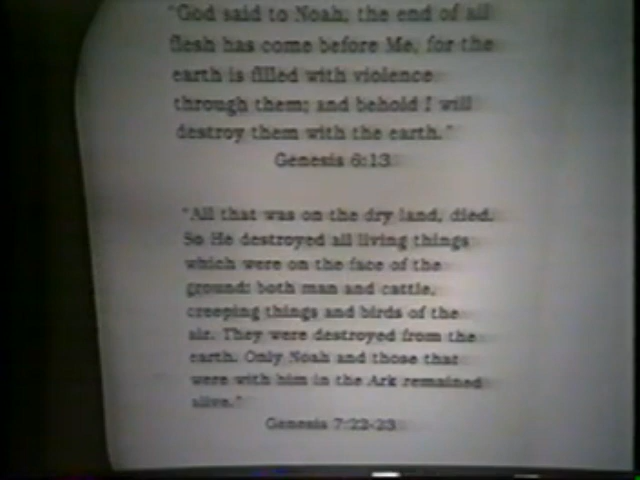 "God said to Noah, the end of all
flesh has come before Me, for the
earth is filled with violence
through them; and behold I will
destroy them with the earth."
Genesis 6:13
"All that was on the dry land, died.
So He destroyed all living things
which were on the face of the
ground: both man and cattle,
creeping things and birds of the
air. They were destroyed from the
earth. Only Noah and those that
were with him in the Ark remained
alive."
Genesis 7:22-23